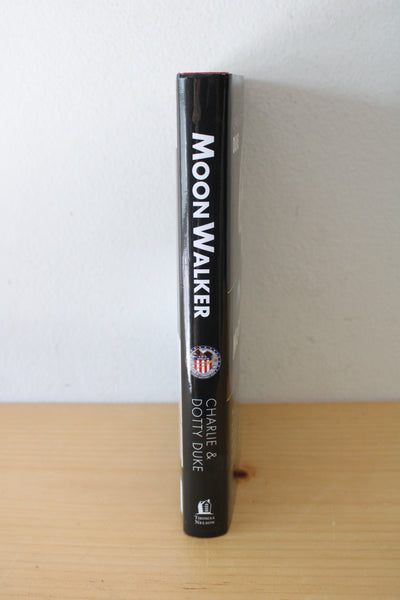 MOON WALKER
CHARLIE &
DOTTY DUKE
THOMAS
NELSON